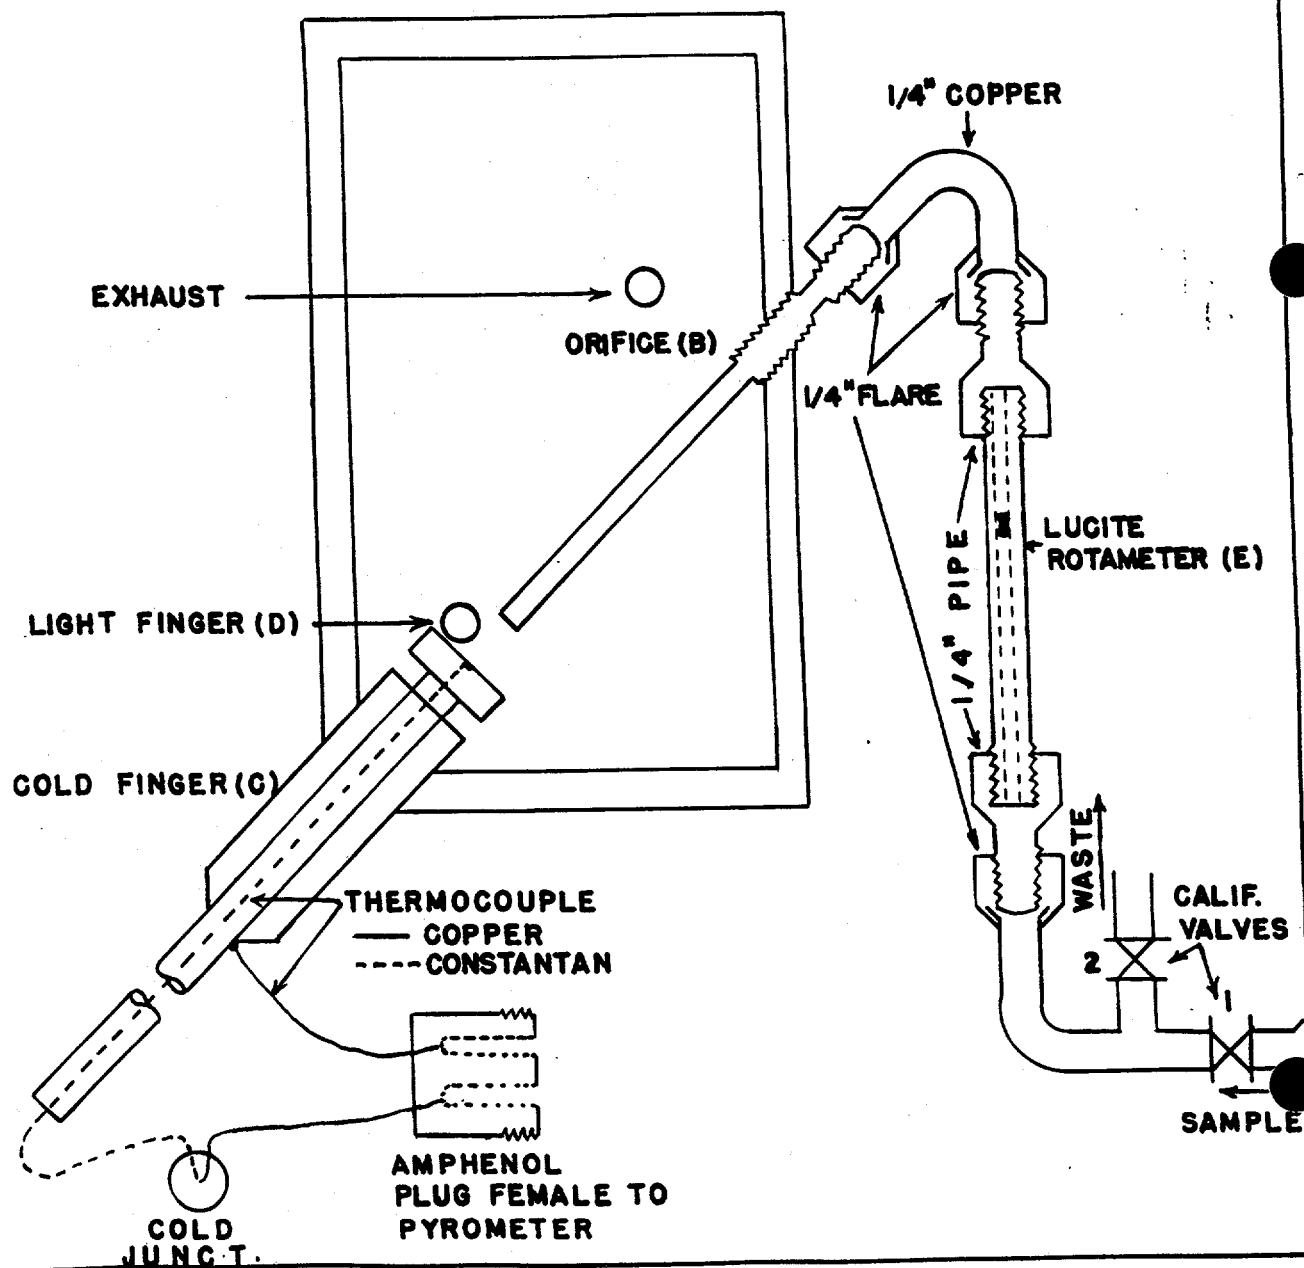 1/4" COPPER
EXHAUST
ORIFICE (B)
1/4" FLARE
LUCITE
ROTAMETER (E)
1/4" PIPE
LIGHT FINGER (D)
COLD FINGER (C)
WASTE
CALIF.
VALVES
2
1
THERMOCOUPLE
COPPER
CONSTANTAN
SAMPLE
AMPHENOL
PLUG FEMALE TO
PYROMETER
COLD
JUNCT.